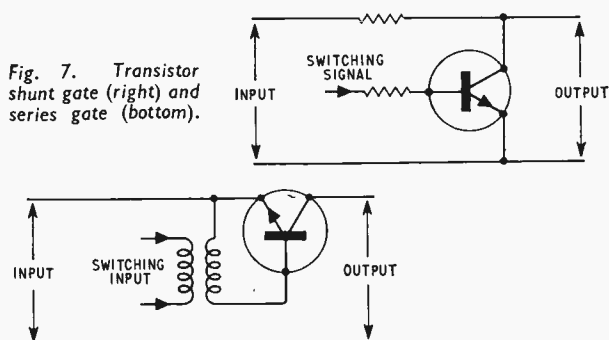 Fig. 7. Transistor
shunt gate (right) and
series gate (bottom).
SWITCHING
SIGNAL
INPUT
OUTPUT
INPUT
SWITCHING
INPUT
OUTPUT